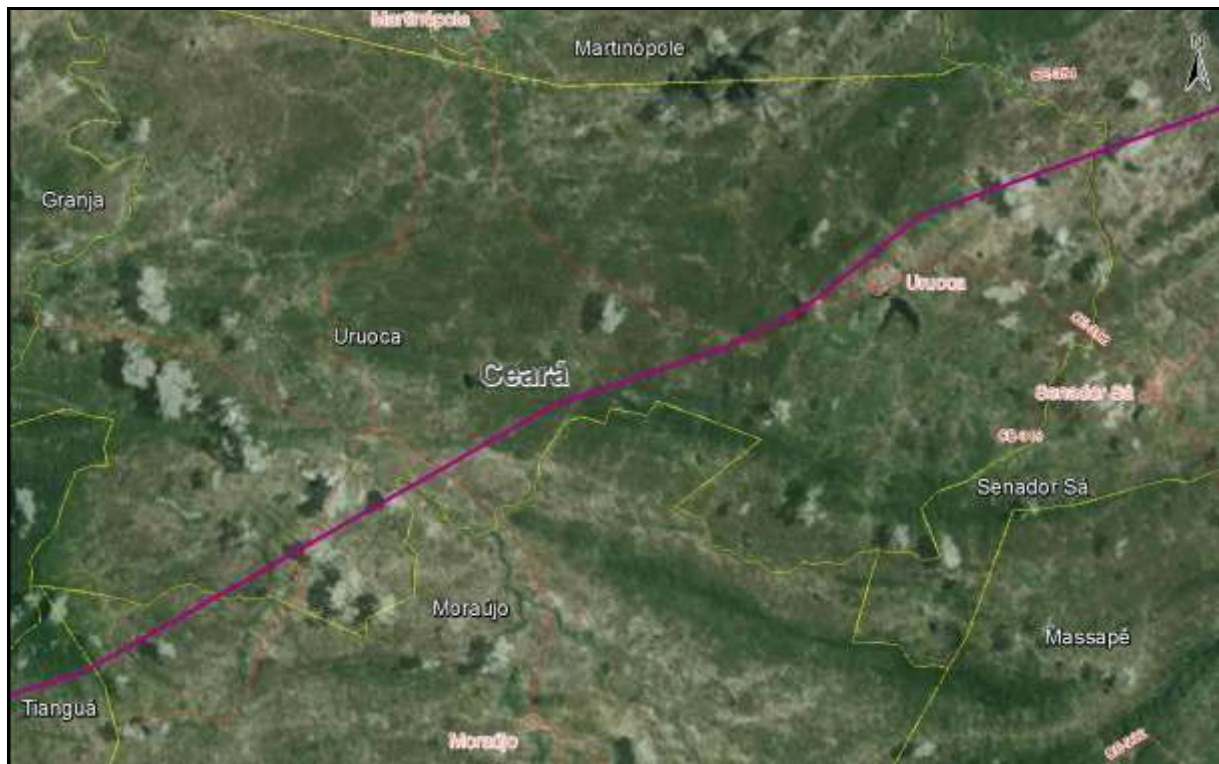 Martinópole
Martinópole
N
Granja
Uruoca
Uruoca
Ceará
Senador Sá
Senador Sá
Moraújo
Massapê
Tianguá
Moraújo